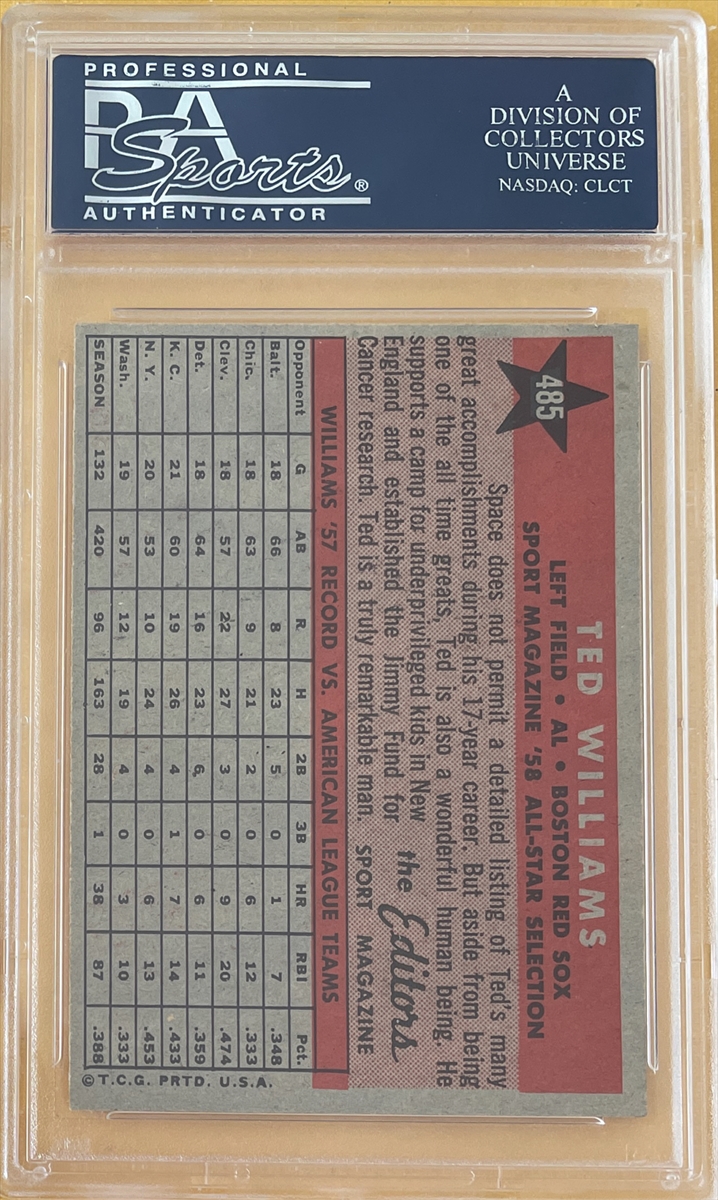 PROFESSIONAL
PSA
Sports®
AUTHENTICATOR
A
DIVISION OF
COLLECTORS
UNIVERSE
NASDAQ: CLCT
485
TED WILLIAMS
LEFT FIELD • AL • BOSTON RED SOX
SPORT MAGAZINE '58 ALL-STAR SELECTION
Space does not permit a detailed listing of Ted's many
great accomplishments during his 17-year career. But aside from being
one of the all time greats, Ted is also a wonderful human being. He
supports a camp for underprivileged kids in New
England and established the Jimmy Fund for
Cancer research. Ted is a truly remarkable man.
the Editors
SPORT MAGAZINE
WILLIAMS '57 RECORD VS. AMERICAN LEAGUE TEAMS
Opponent G AB R H 2B 3B HR RBI Pct.
Balt. 18 66 8 23 5 0 1 7 .348
Chic. 18 63 9 21 2 0 6 12 .333
Clev. 18 57 22 27 3 0 9 20 .474
Det. 18 64 16 23 6 0 6 11 .359
K. C. 21 60 19 26 4 1 7 14 .433
N. Y. 20 53 10 24 4 0 6 13 .453
Wash. 19 57 12 19 4 0 3 10 .333
SEASON 132 420 96 163 28 1 38 87 .388
© T.C.G. PRTD. U.S.A.